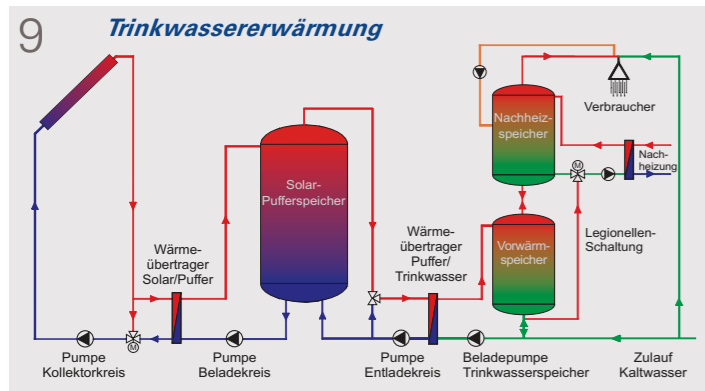 9
Trinkwassererwärmung
Verbraucher
Nachheiz-
speicher
Nach-
heizung
M
Solar-
Pufferspeicher
Wärme-
übertrager
Solar/Puffer
Wärme-
übertrager
Puffer/
Trinkwasser
Vorwärm-
speicher
Legionellen-
Schaltung
M
Pumpe
Kollektorkreis
Pumpe
Beladekreis
Pumpe
Entladekreis
Beladepumpe
Trinkwasserspeicher
Zulauf
Kaltwasser